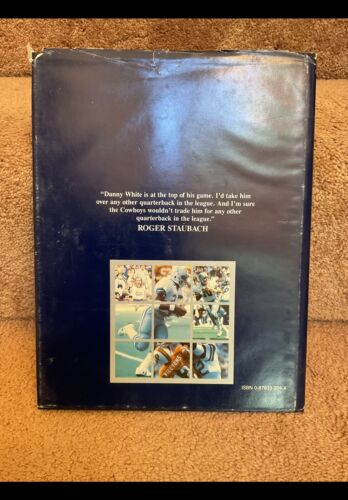 “Danny White is at the top of his game. I’d take him
over any other quarterback in the league. And I’m sure
the Cowboys wouldn’t trade him for any other
quarterback in the league.”
ROGER STAUBACH
ISBN